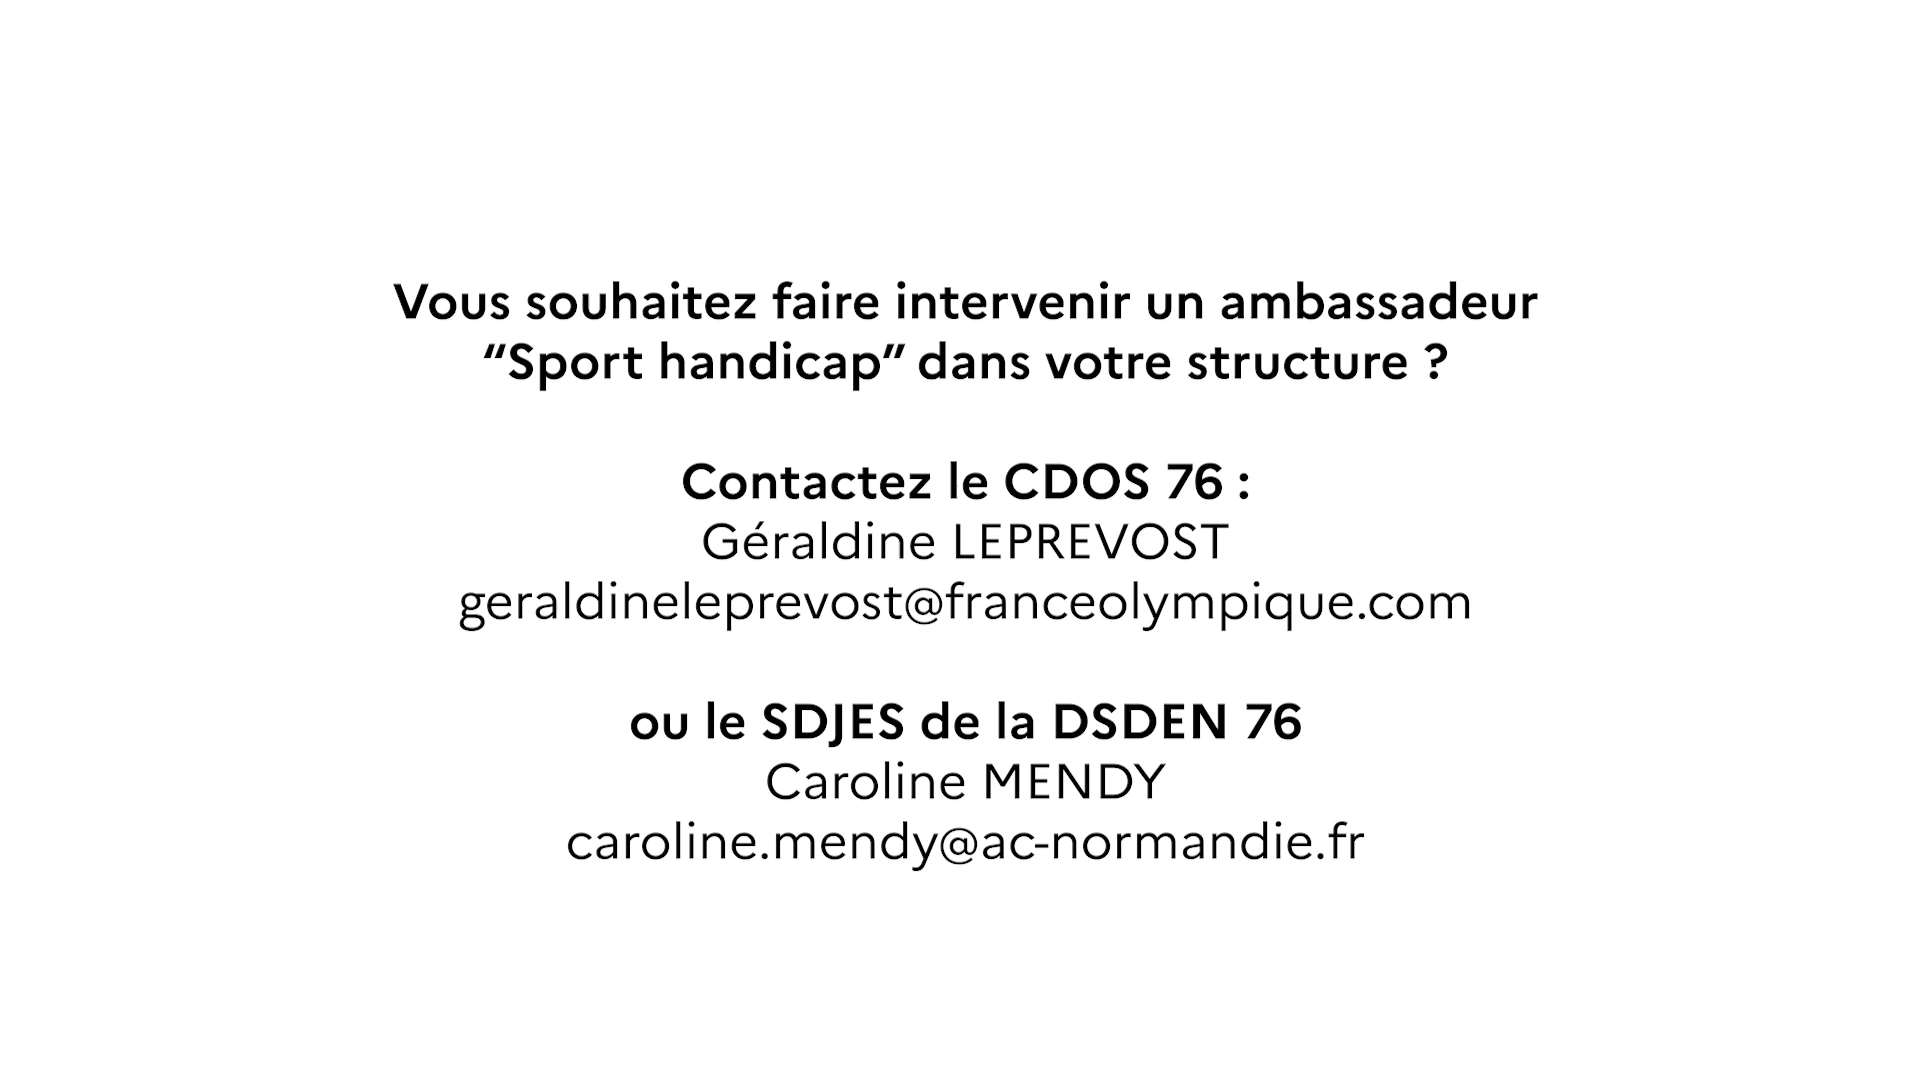 Vous souhaitez faire intervenir un ambassadeur
“Sport handicap” dans votre structure ?
Contactez le CDOS 76 :
Géraldine LEPREVOST
geraldineleprevost@franceolympique.com
ou le SDJES de la DSDEN 76
Caroline MENDY
caroline.mendy@ac-normandie.fr